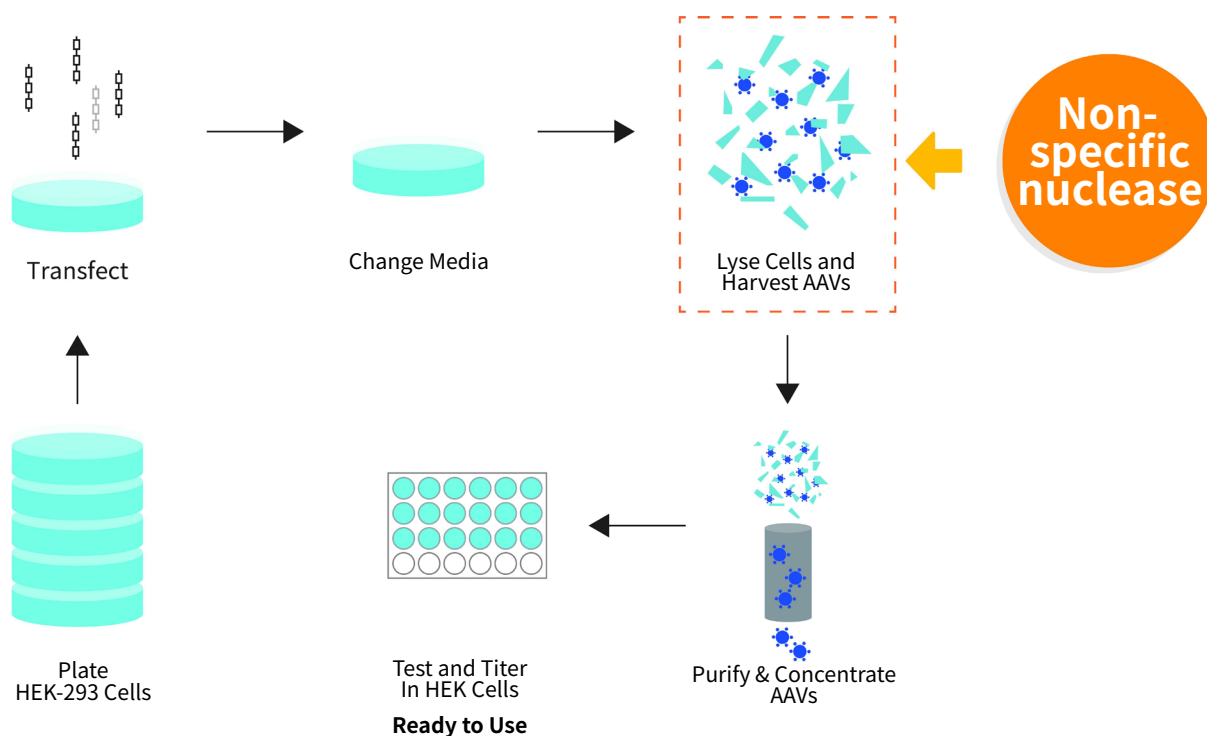 Non-
specific
nuclease
Transfect
Change Media
Lyse Cells and
Harvest AAVs
Plate
HEK-293 Cells
Test and Titer
In HEK Cells
Ready to Use
Purify & Concentrate
AAVs